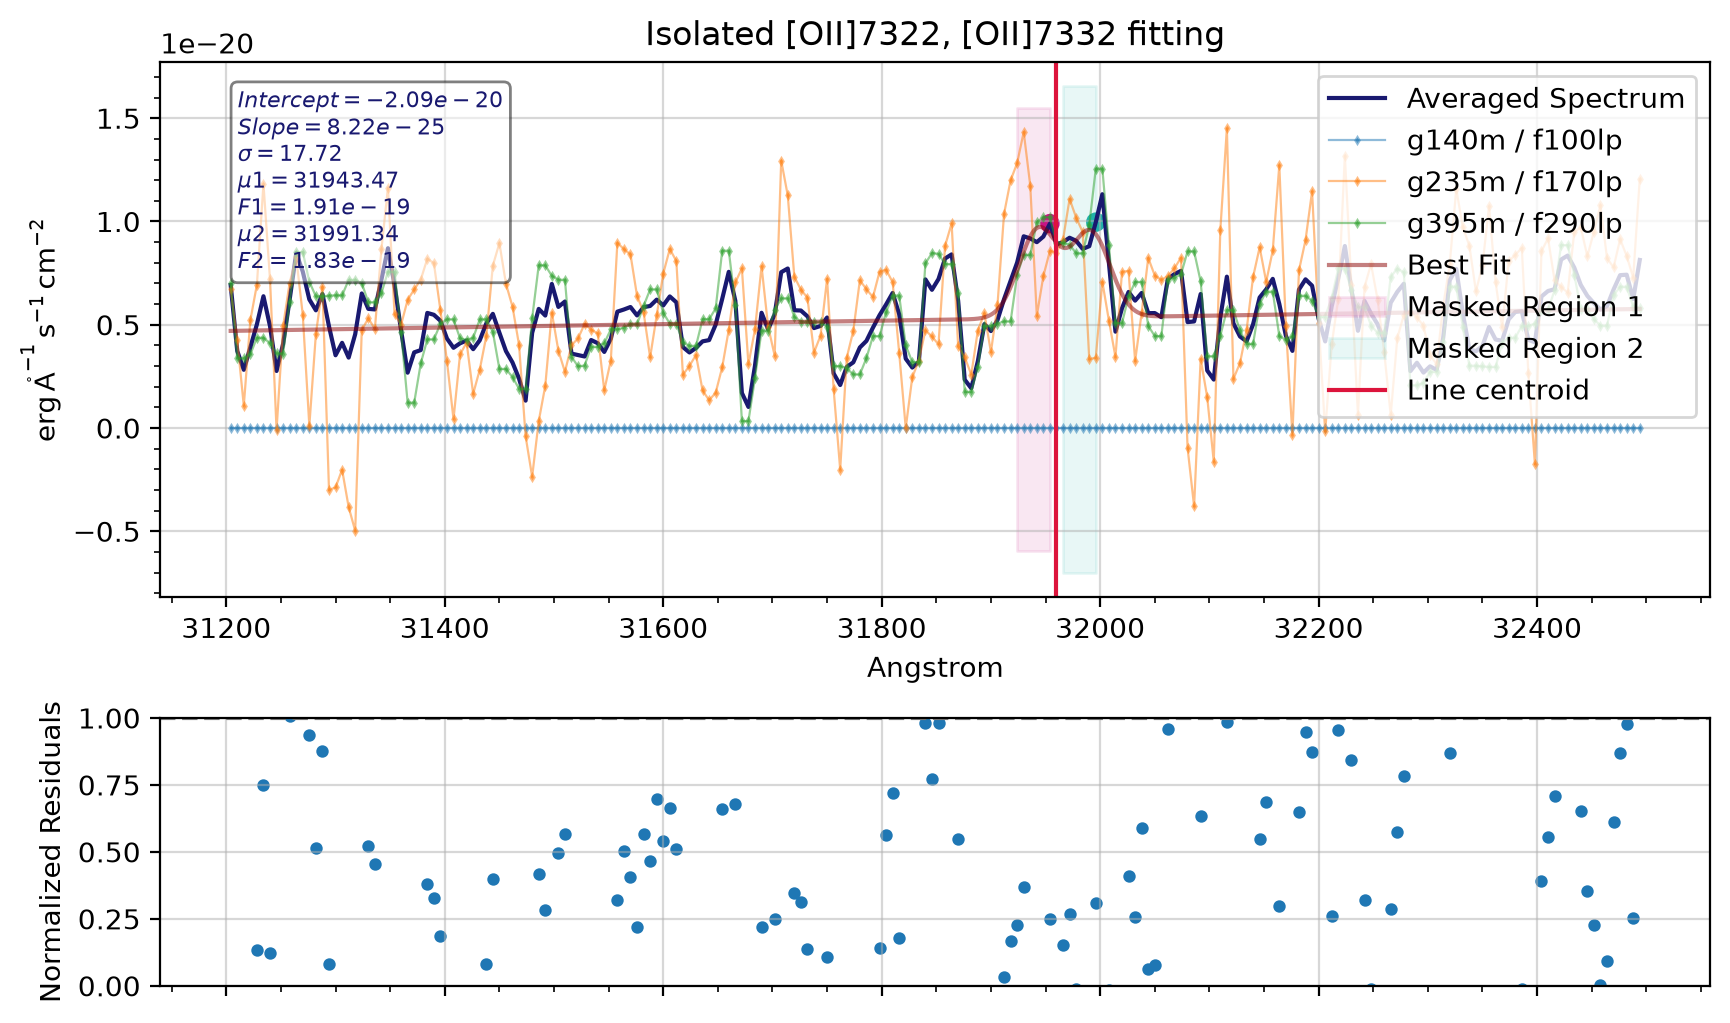 Isolated [OII]7322, [OII]7332 fitting
1e−20
Intercept = −2.09e − 20
Slope = 8.22e − 25
σ = 17.72
μ1 = 31943.47
F1 = 1.91e − 19
μ2 = 31991.34
F2 = 1.83e − 19
Averaged Spectrum
g140m / f100lp
g235m / f170lp
g395m / f290lp
Best Fit
Masked Region 1
Masked Region 2
Line centroid
1.5
1.0
0.5
0.0
−0.5
erg Å⁻¹ s⁻¹ cm⁻²
31200 31400 31600 31800 32000 32200 32400
Angstrom
1.00
0.75
0.50
0.25
0.00
Normalized Residuals